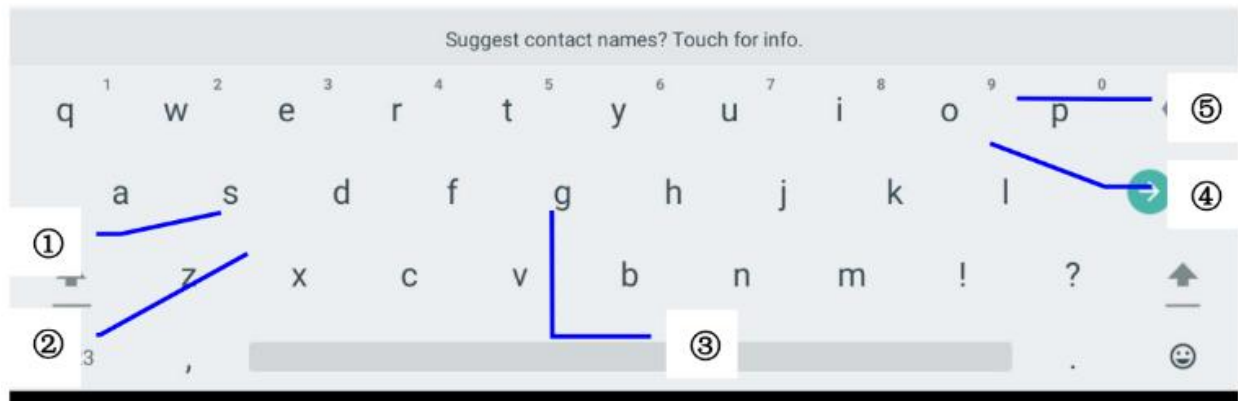 Suggest contact names? Touch for info.
1 2 3 4 5 6 7 8 9 0
q w e r t y u i o p ⑤
a s d f g h j k l ④
①
z x c v b n m ! ?
② 3 , ③ .